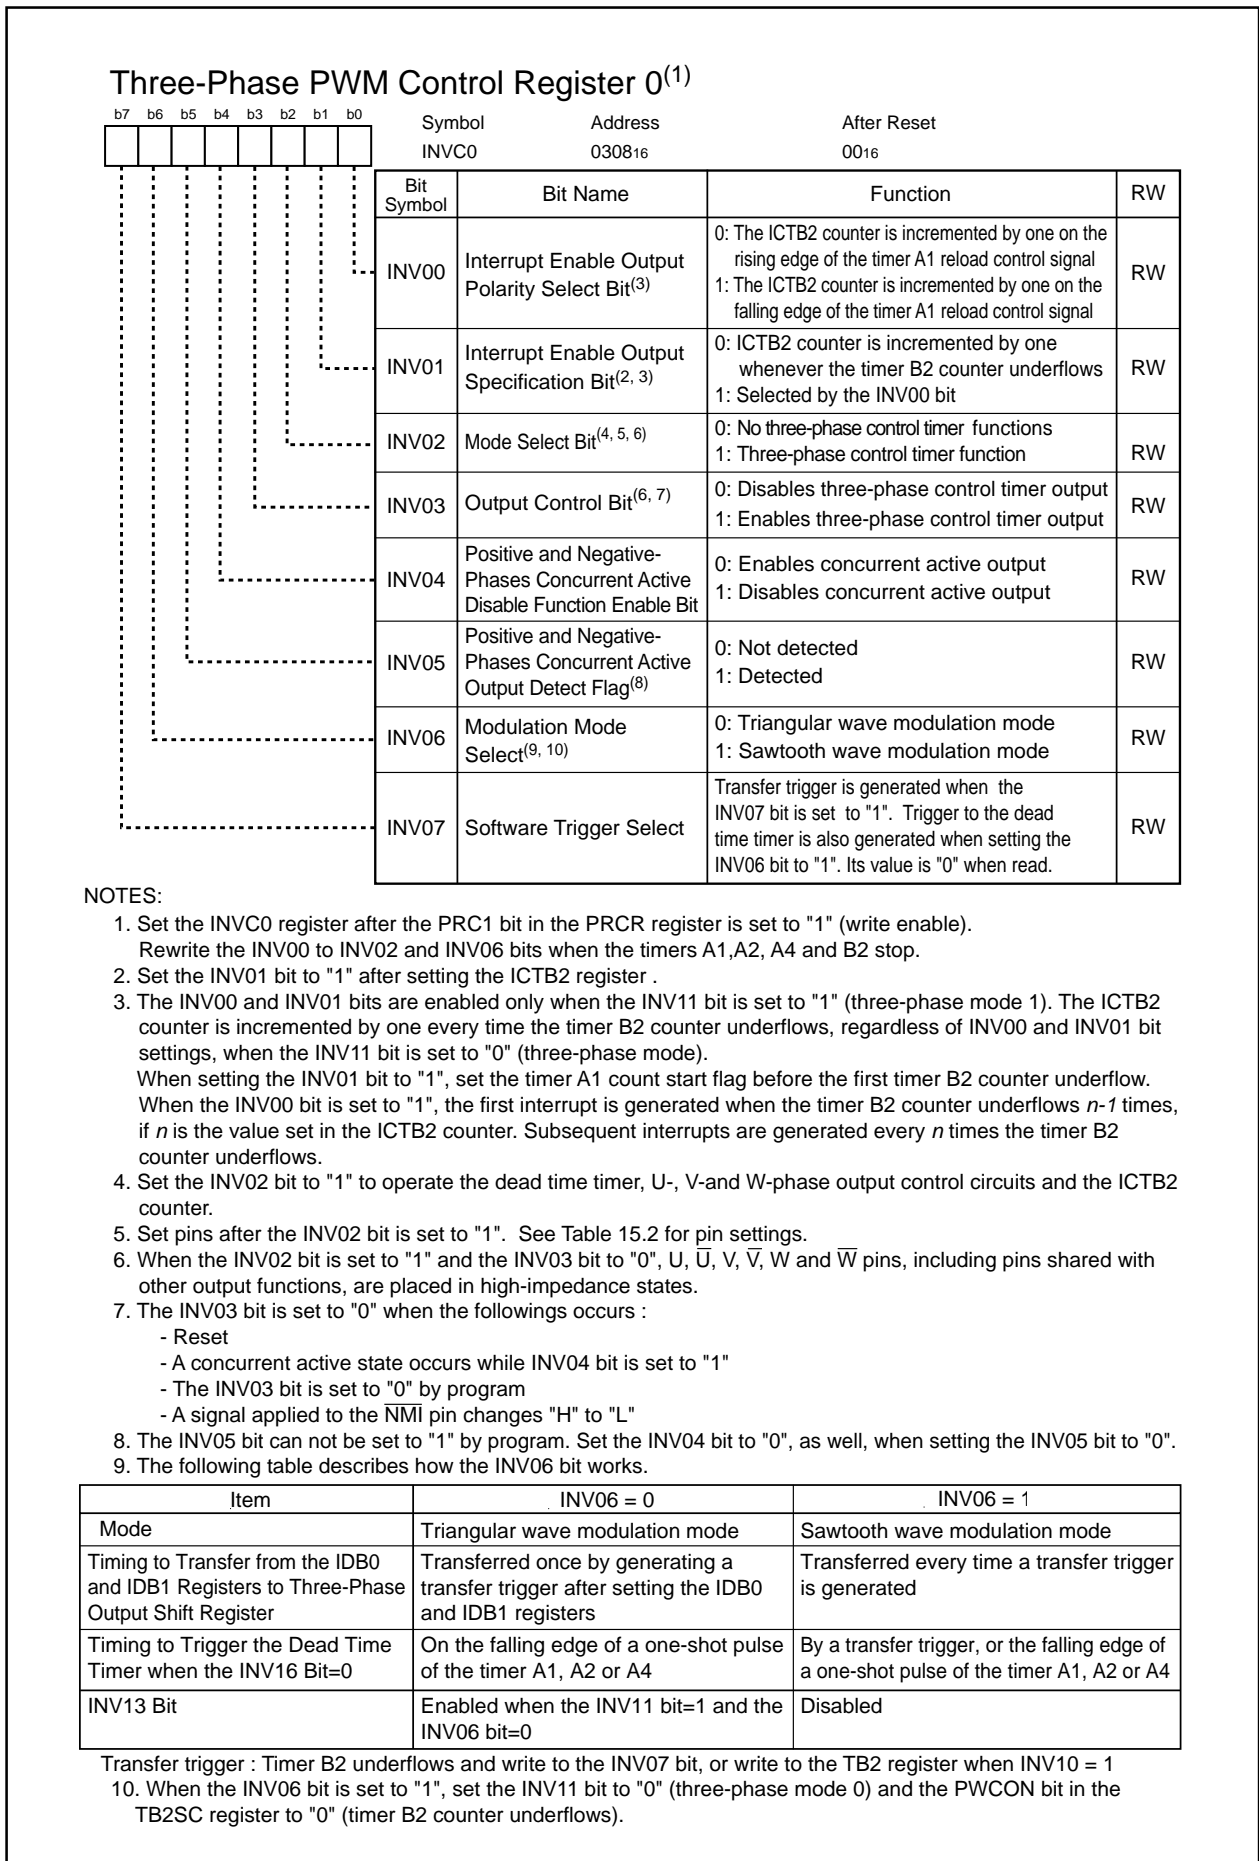 Three-Phase PWM Control Register 0(1)
b7 b6 b5 b4 b3 b2 b1 b0
Symbol Address After Reset
INVC0 030816 0016
Bit Symbol Bit Name Function RW
INV00 Interrupt Enable Output Polarity Select Bit(3)
0: The ICTB2 counter is incremented by one on the
rising edge of the timer A1 reload control signal
1: The ICTB2 counter is incremented by one on the
falling edge of the timer A1 reload control signal
RW
INV01 Interrupt Enable Output Specification Bit(2, 3)
0: ICTB2 counter is incremented by one
whenever the timer B2 counter underflows
1: Selected by the INV00 bit
RW
INV02 Mode Select Bit(4, 5, 6)
0: No three-phase control timer functions
1: Three-phase control timer function
RW
INV03 Output Control Bit(6, 7)
0: Disables three-phase control timer output
1: Enables three-phase control timer output
RW
INV04 Positive and Negative-
Phases Concurrent Active
Disable Function Enable Bit
0: Enables concurrent active output
1: Disables concurrent active output
RW
INV05 Positive and Negative-
Phases Concurrent Active
Output Detect Flag(8)
0: Not detected
1: Detected
RW
INV06 Modulation Mode
Select(9, 10)
0: Triangular wave modulation mode
1: Sawtooth wave modulation mode
RW
INV07 Software Trigger Select
Transfer trigger is generated when the
INV07 bit is set to "1". Trigger to the dead
time timer is also generated when setting the
INV06 bit to "1". Its value is "0" when read.
RW
NOTES:
1. Set the INVC0 register after the PRC1 bit in the PRCR register is set to "1" (write enable).
Rewrite the INV00 to INV02 and INV06 bits when the timers A1,A2, A4 and B2 stop.
2. Set the INV01 bit to "1" after setting the ICTB2 register .
3. The INV00 and INV01 bits are enabled only when the INV11 bit is set to "1" (three-phase mode 1). The ICTB2
counter is incremented by one every time the timer B2 counter underflows, regardless of INV00 and INV01 bit
settings, when the INV11 bit is set to "0" (three-phase mode).
When setting the INV01 bit to "1", set the timer A1 count start flag before the first timer B2 counter underflow.
When the INV00 bit is set to "1", the first interrupt is generated when the timer B2 counter underflows n-1 times,
if n is the value set in the ICTB2 counter. Subsequent interrupts are generated every n times the timer B2
counter underflows.
4. Set the INV02 bit to "1" to operate the dead time timer, U-, V-and W-phase output control circuits and the ICTB2
counter.
5. Set pins after the INV02 bit is set to "1". See Table 15.2 for pin settings.
6. When the INV02 bit is set to "1" and the INV03 bit to "0", U, U̅, V, V̅, W and W̅ pins, including pins shared with
other output functions, are placed in high-impedance states.
7. The INV03 bit is set to "0" when the followings occurs :
- Reset
- A concurrent active state occurs while INV04 bit is set to "1"
- The INV03 bit is set to "0" by program
- A signal applied to the N̅M̅I̅ pin changes "H" to "L"
8. The INV05 bit can not be set to "1" by program. Set the INV04 bit to "0", as well, when setting the INV05 bit to "0".
9. The following table describes how the INV06 bit works.
Item INV06 = 0 INV06 = 1
Mode Triangular wave modulation mode Sawtooth wave modulation mode
Timing to Transfer from the IDB0
and IDB1 Registers to Three-Phase
Output Shift Register
Transferred once by generating a
transfer trigger after setting the IDB0
and IDB1 registers
Transferred every time a transfer trigger
is generated
Timing to Trigger the Dead Time
Timer when the INV16 Bit=0
On the falling edge of a one-shot pulse
of the timer A1, A2 or A4
By a transfer trigger, or the falling edge of
a one-shot pulse of the timer A1, A2 or A4
INV13 Bit
Enabled when the INV11 bit=1 and the
INV06 bit=0
Disabled
Transfer trigger : Timer B2 underflows and write to the INV07 bit, or write to the TB2 register when INV10 = 1
10. When the INV06 bit is set to "1", set the INV11 bit to "0" (three-phase mode 0) and the PWCON bit in the
TB2SC register to "0" (timer B2 counter underflows).